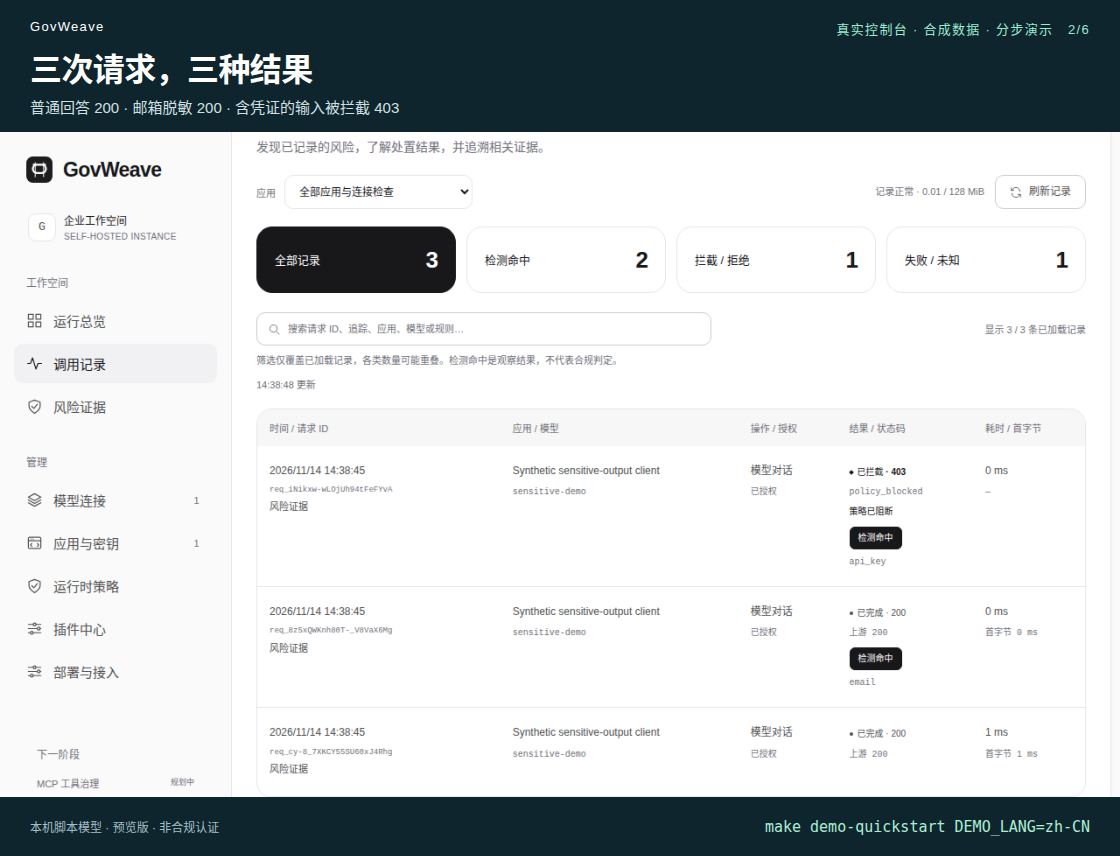 GovWeave
真实控制台 · 合成数据 · 分步演示 2/6
三次请求，三种结果
普通回答 200 · 邮箱脱敏 200 · 含凭证的输入被拦截 403
GovWeave
G
企业工作空间
SELF-HOSTED INSTANCE
工作空间
运行总览
调用记录
风险证据
管理
模型连接 1
应用与密钥 1
运行时策略
插件中心
部署与接入
下一阶段
MCP 工具治理 规划中
发现已记录的风险，了解处置结果，并追溯相关证据。
应用 全部应用与连接检查
记录正常 · 0.01 / 128 MiB 刷新记录
全部记录 3
检测命中 2
拦截 / 拒绝 1
失败 / 未知 1
搜索请求 ID、追踪、应用、模型或规则...
显示 3 / 3 条已加载记录
筛选仅覆盖已加载记录，各类数量可能重叠。检测命中是观察结果，不代表合规判定。
14:38:48 更新
时间 / 请求 ID 应用 / 模型 操作 / 授权 结果 / 状态码 耗时 / 首字节
2026/11/14 14:38:45 Synthetic sensitive-output client 模型对话 已拦截 · 403 0 ms
req_iNikxw-wLOjUh94tFeFYvA sensitive-demo 已授权 policy_blocked —
风险证据 策略已阻断
检测命中
api_key
2026/11/14 14:38:45 Synthetic sensitive-output client 模型对话 已完成 · 200 0 ms
req_8z5xQWKnh80T-_V8VaX6Mg sensitive-demo 已授权 上游 200 首字节 0 ms
风险证据 检测命中
email
2026/11/14 14:38:45 Synthetic sensitive-output client 模型对话 已完成 · 200 1 ms
req_cy-8_7XKCY55SU60xJ4Rhg sensitive-demo 已授权 上游 200 首字节 1 ms
风险证据
本机脚本模型 · 预览版 · 非合规认证
make demo-quickstart DEMO_LANG=zh-CN